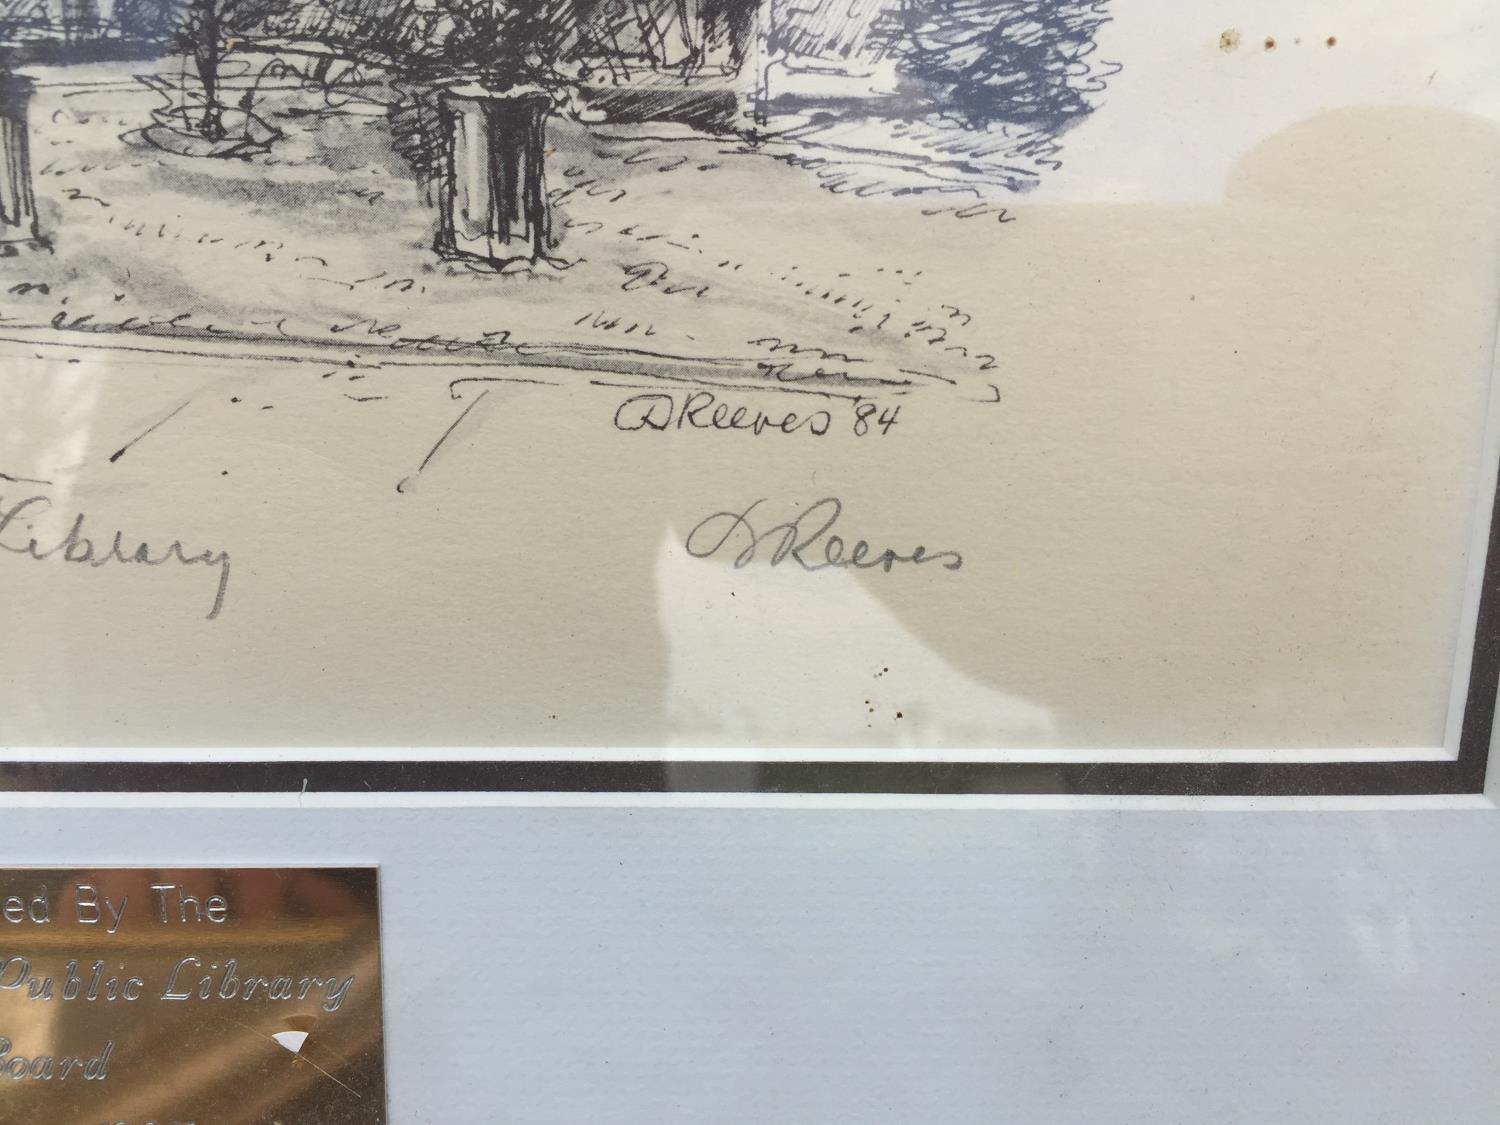 DReeves '84
Library DReeves
ed By The
Public Library
Board